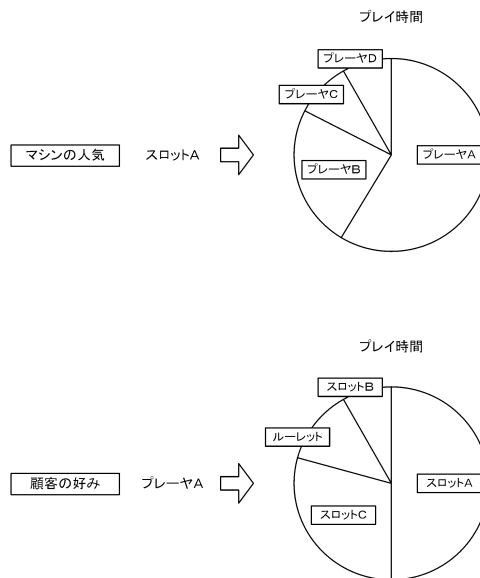 プレイ時間
プレーヤD
プレーヤC
マシンの人気
スロットA
プレーヤB
プレーヤA
プレイ時間
スロットB
ルーレット
顧客の好み
プレーヤA
スロットA
スロットC